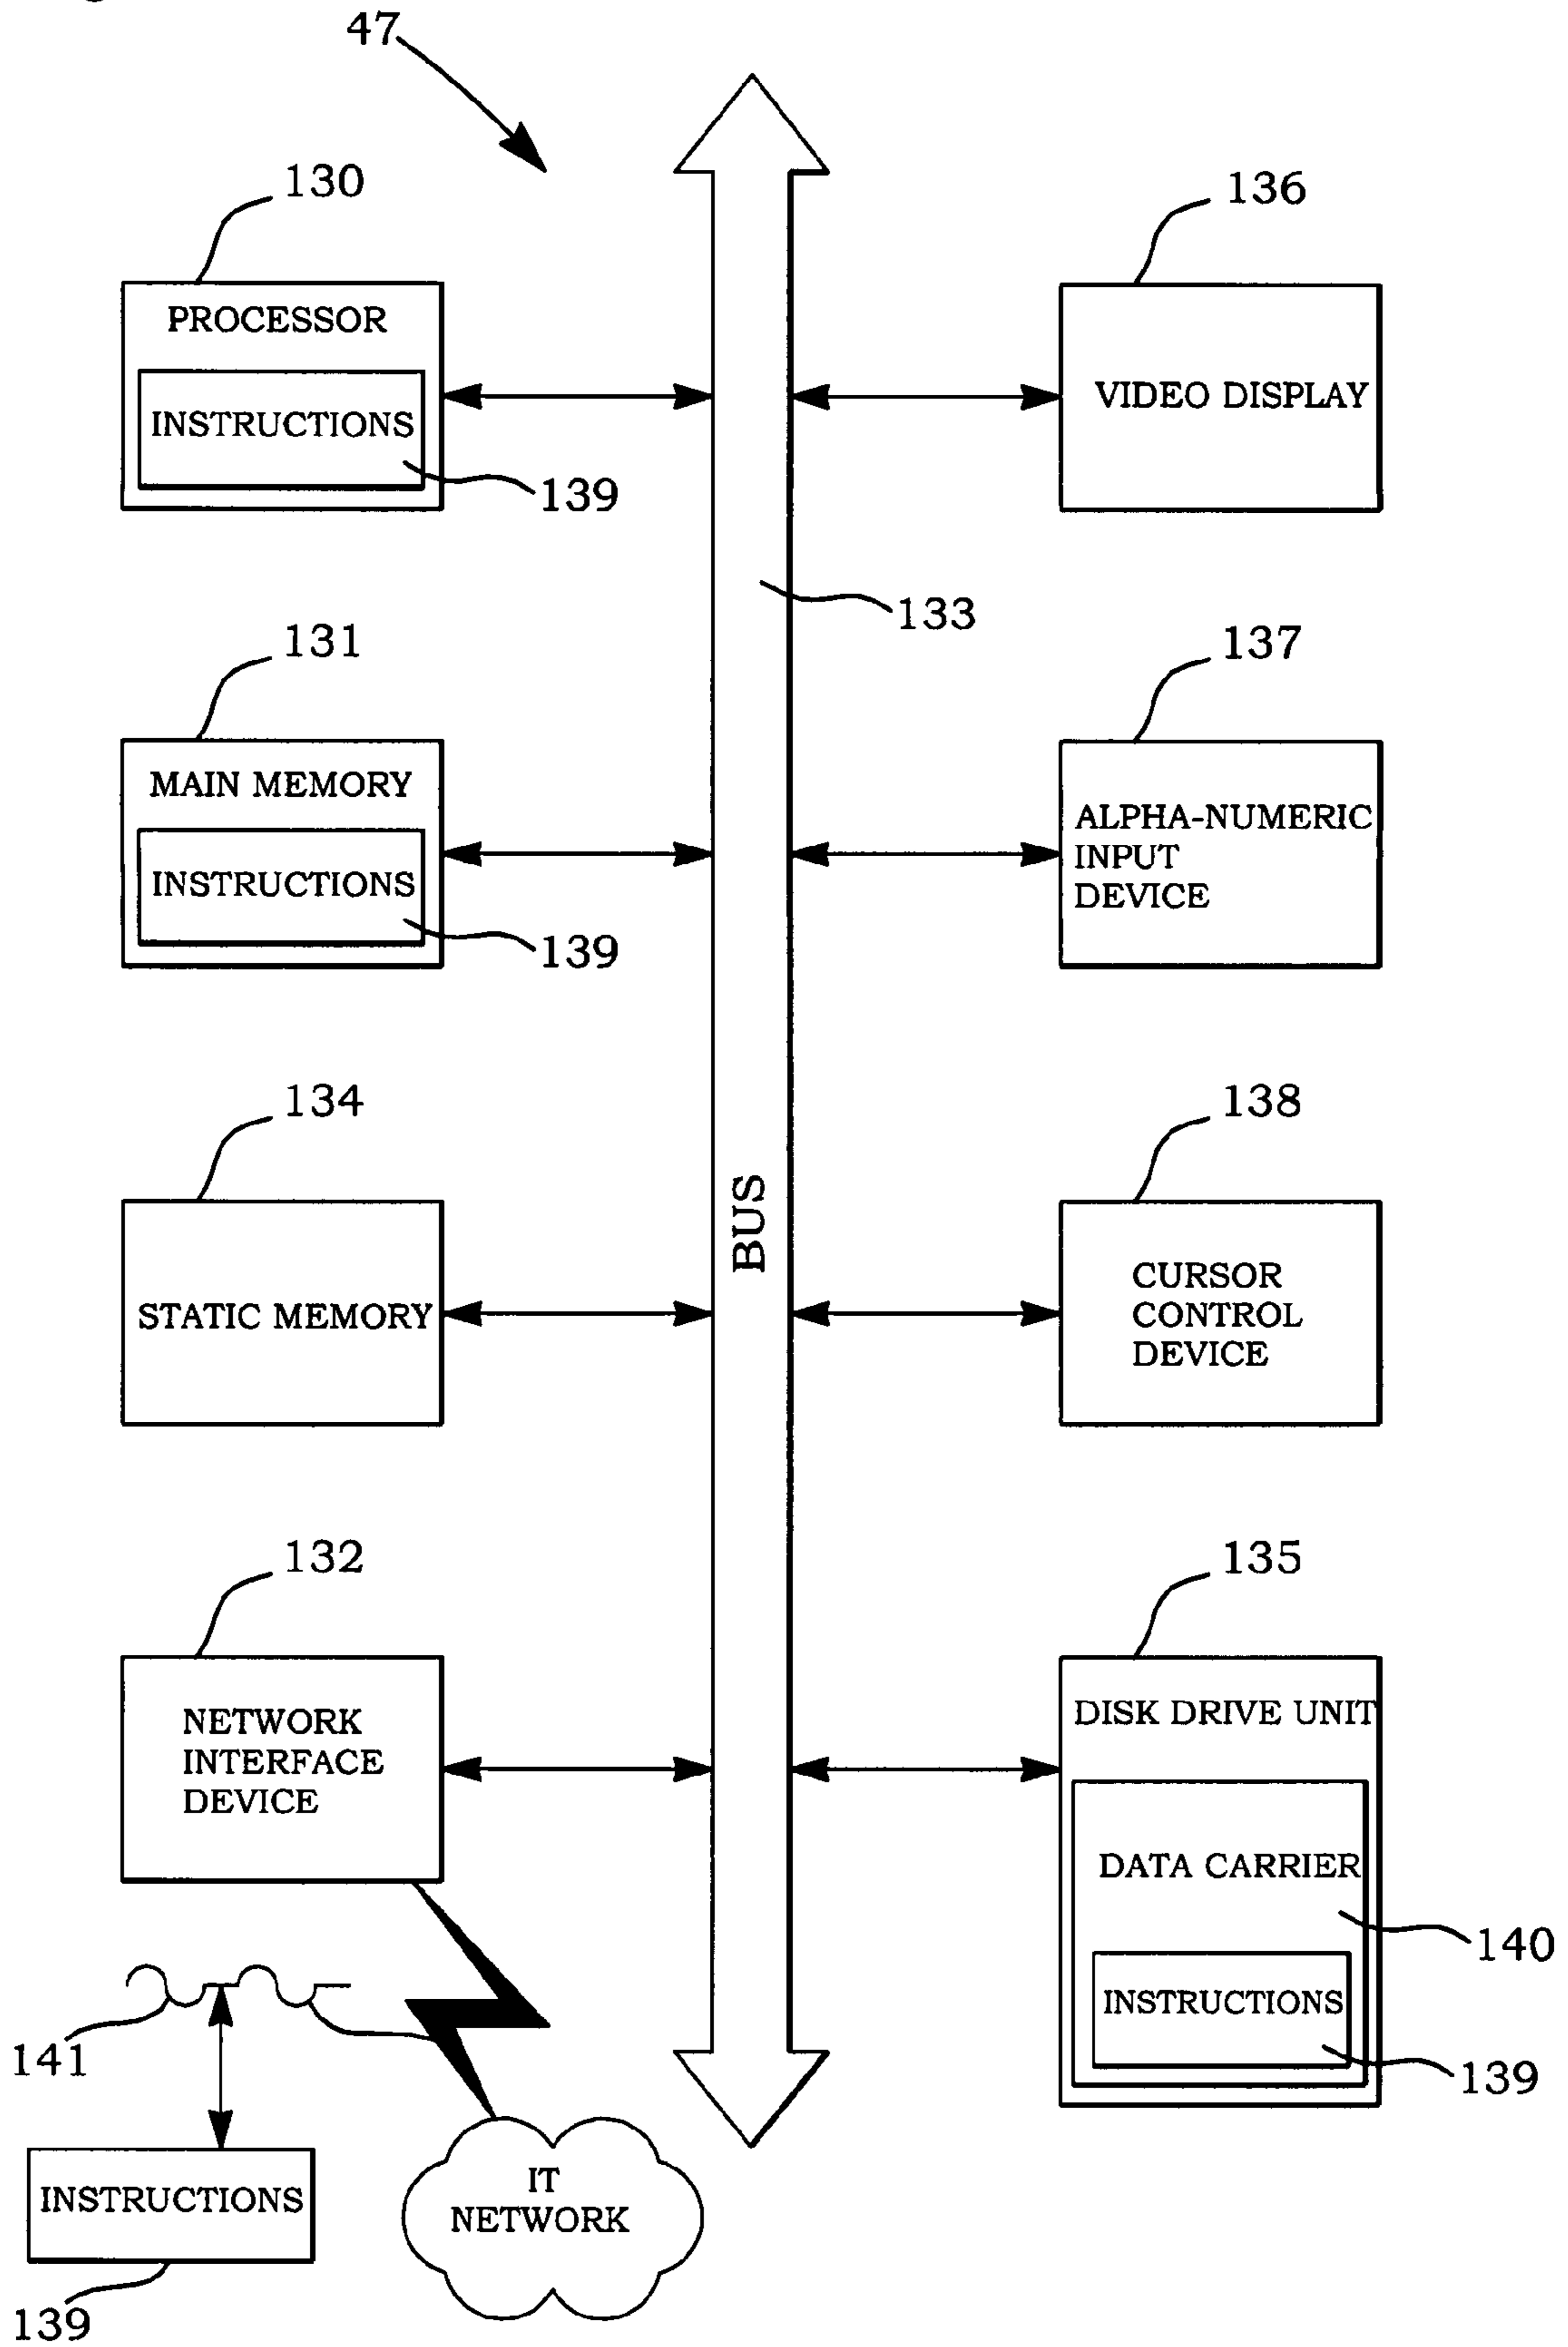 47
130
PROCESSOR
INSTRUCTIONS
139
136
VIDEO DISPLAY
133
131
MAIN MEMORY
INSTRUCTIONS
139
137
ALPHA-NUMERIC
INPUT
DEVICE
134
STATIC MEMORY
BUS
138
CURSOR
CONTROL
DEVICE
132
NETWORK
INTERFACE
DEVICE
135
DISK DRIVE UNIT
DATA CARRIER
140
INSTRUCTIONS
139
141
INSTRUCTIONS
139
IT
NETWORK